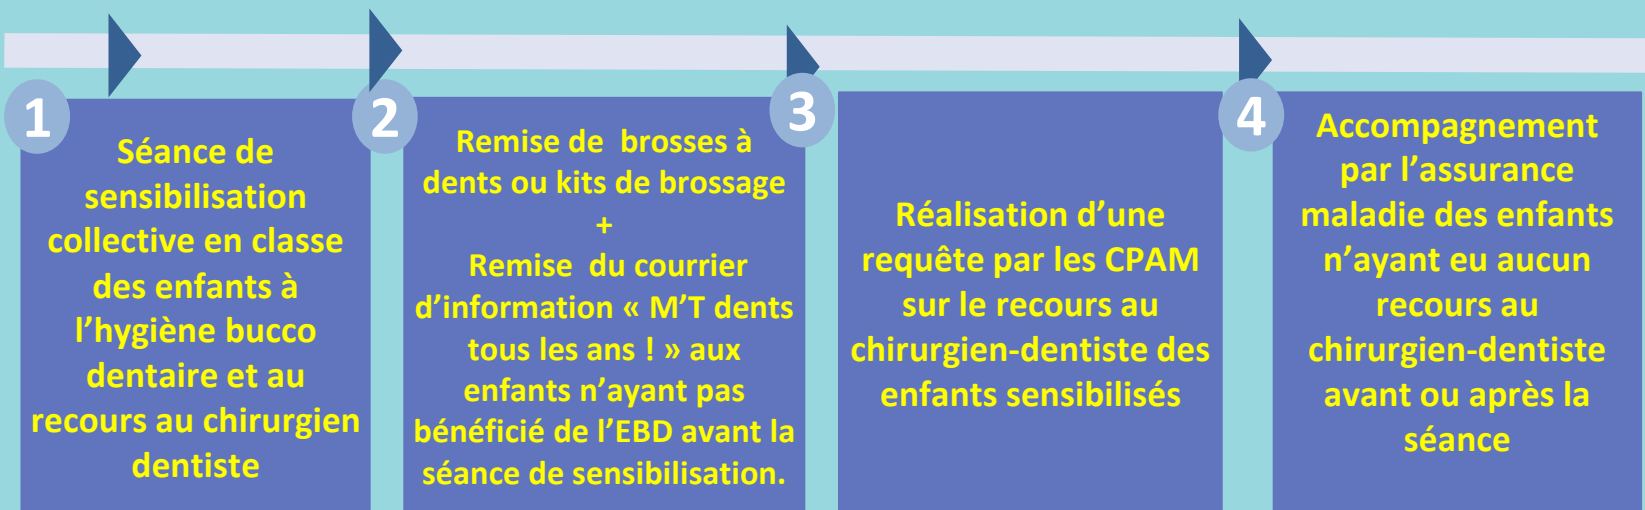 1
Séance de
sensibilisation
collective en classe
des enfants à
l'hygiène bucco
dentaire et au
recours au chirurgien
dentiste
2
Remise de brosses à
dents ou kits de brossage
+
Remise du courrier
d'information « M'T dents
tous les ans ! » aux
enfants n'ayant pas
bénéficié de l'EBD avant la
séance de sensibilisation.
3
Réalisation d'une
requête par les CPAM
sur le recours au
chirurgien-dentiste des
enfants sensibilisés
4
Accompagnement
par l'assurance
maladie des enfants
n'ayant eu aucun
recours au
chirurgien-dentiste
avant ou après la
séance